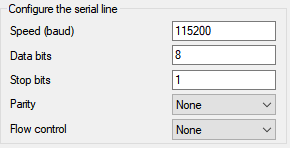 Configure the serial line
Speed (baud) 115200
Data bits 8
Stop bits 1
Parity None
Flow control None